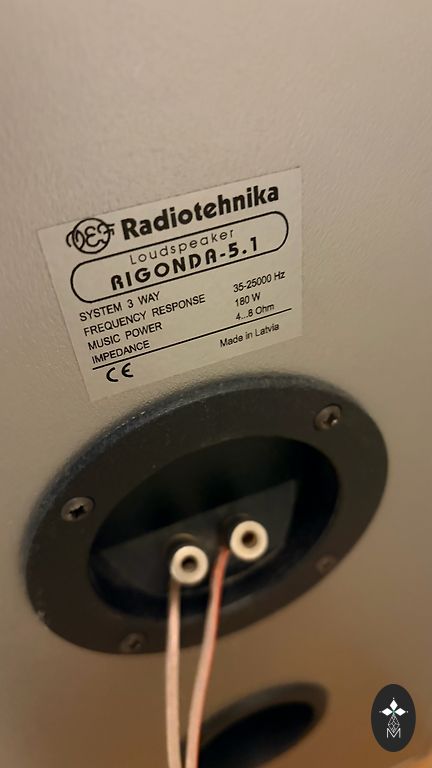 MEF Radiotehnika
Loudspeaker
RIGONDA-5.1
SYSTEM 3 WAY
FREQUENCY RESPONSE 35-25000 Hz
MUSIC POWER 180 W
IMPEDANCE 4...8 Ohm
CE Made in Latvia
M